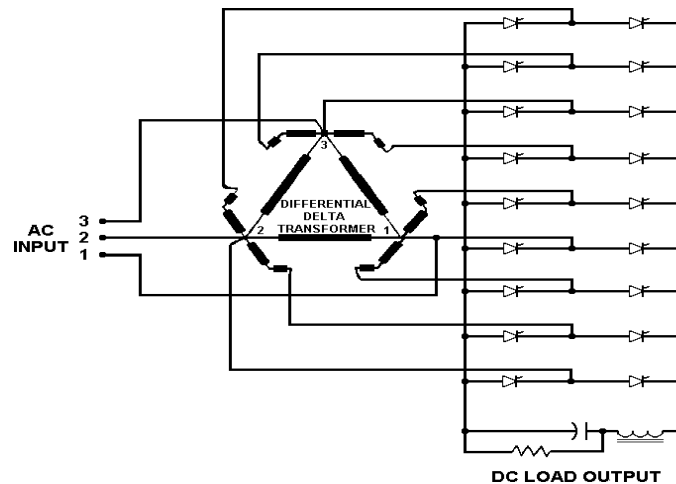 3
DIFFERENTIAL
DELTA
TRANSFORMER
2
1
AC
INPUT
3
2
1
DC LOAD OUTPUT